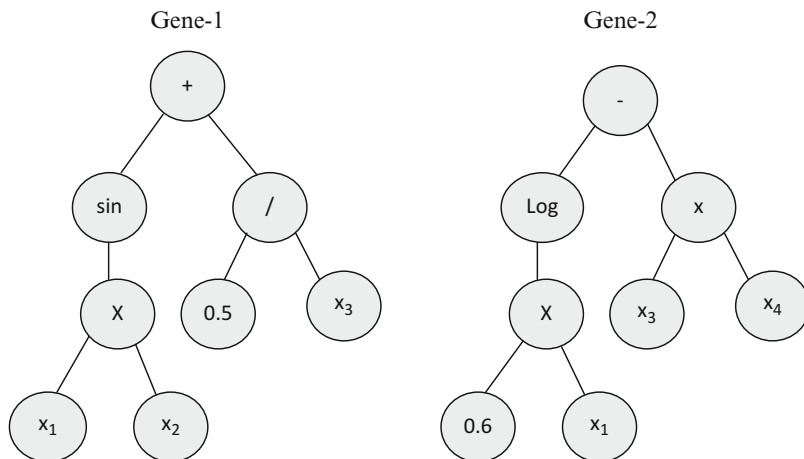 Gene-1
Gene-2
+
-
sin
/
Log
x
X
0.5
x₃
X
x₃
x₄
x₁
x₂
0.6
x₁